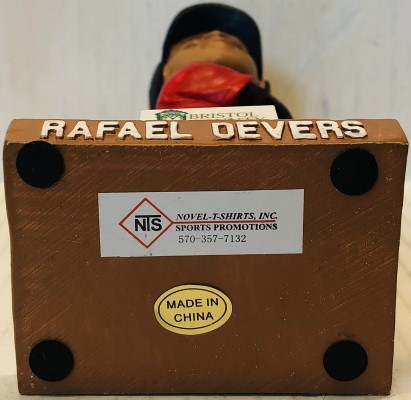 BRISTOL
RAFAEL DEVERS
NTS
NOVEL-T-SHIRTS, INC.
SPORTS PROMOTIONS
570-357-7132
MADE IN
CHINA